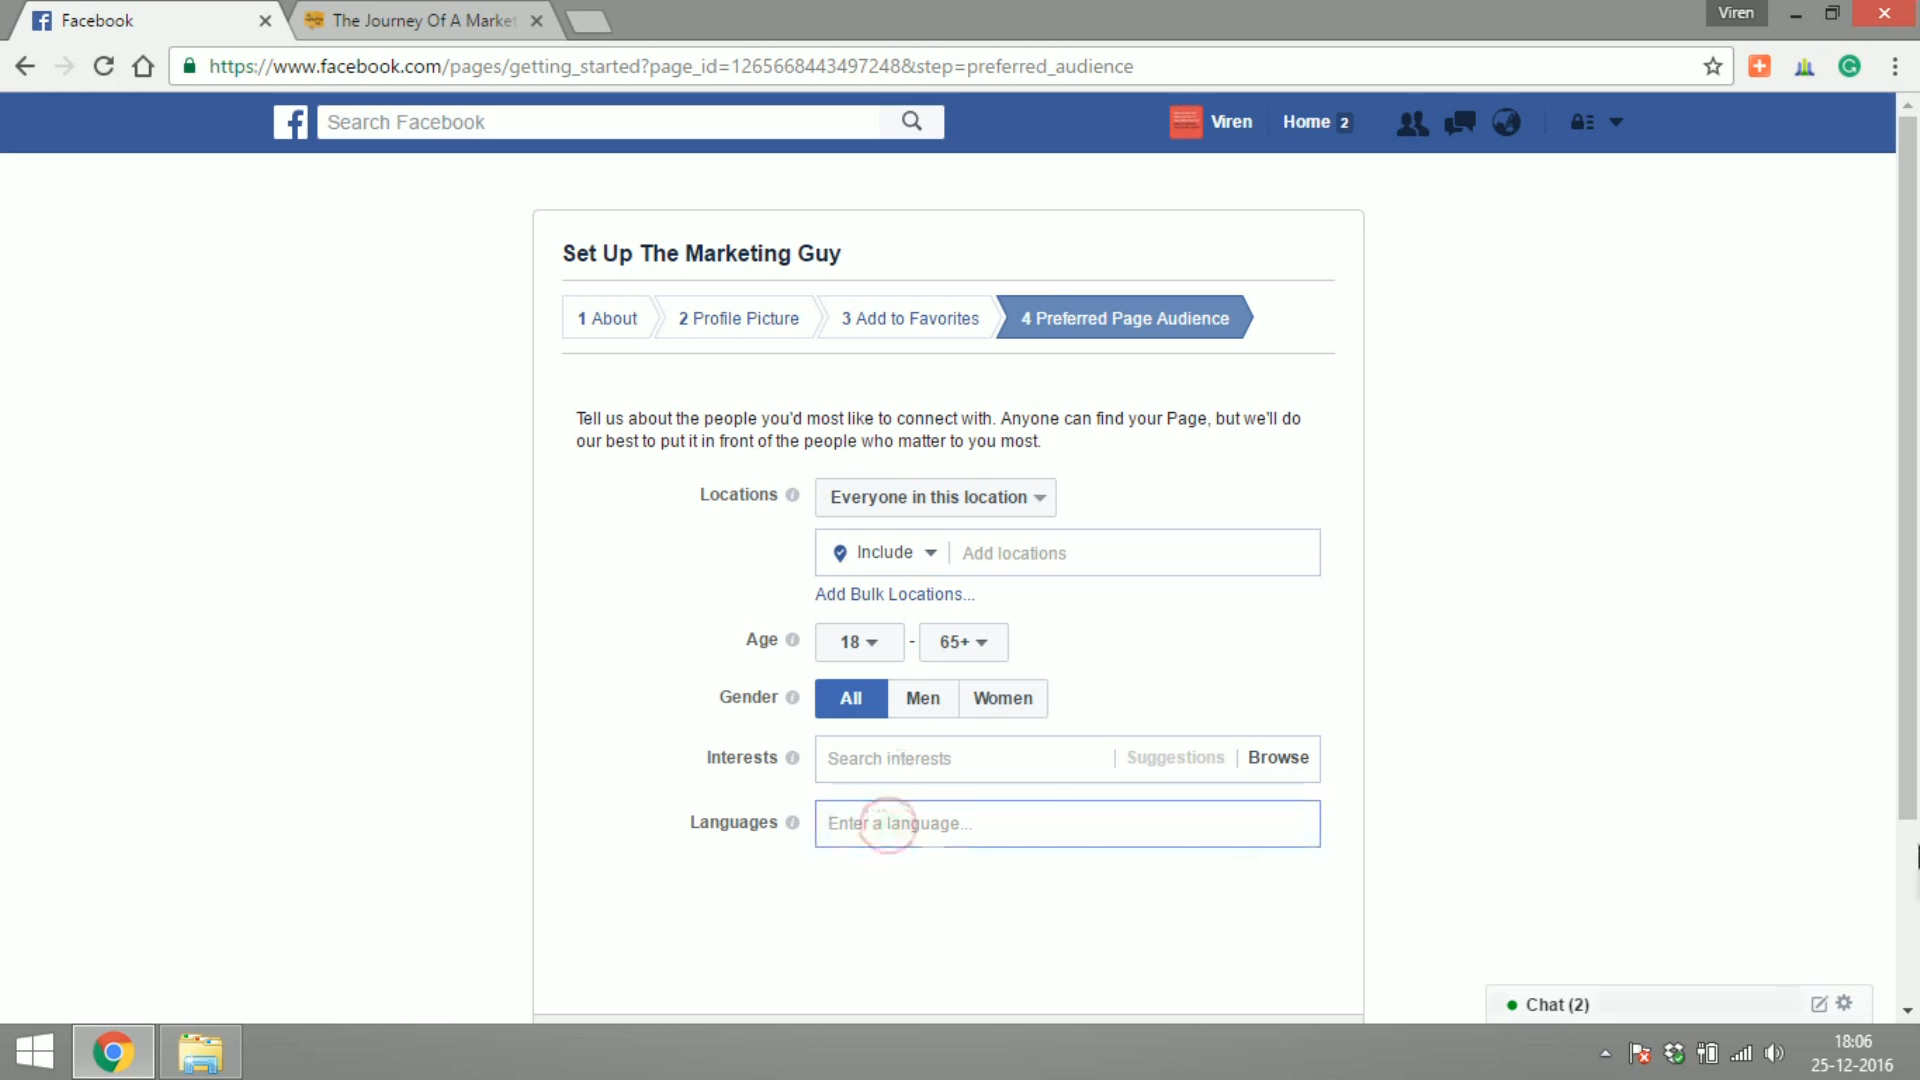 Facebook
The Journey Of A Market
Viren
https://www.facebook.com/pages/getting_started?page_id=1265668443497248&step=preferred_audience
Search Facebook
Viren
Home 2
Set Up The Marketing Guy
1 About
2 Profile Picture
3 Add to Favorites
4 Preferred Page Audience
Tell us about the people you'd most like to connect with. Anyone can find your Page, but we'll do
our best to put it in front of the people who matter to you most.
Locations
Everyone in this location
Include
Add locations
Add Bulk Locations...
Age
18 - 65+
Gender
All Men Women
Interests
Search interests
Suggestions
Browse
Languages
Enter a language...
Chat (2)
18:06
25-12-2016